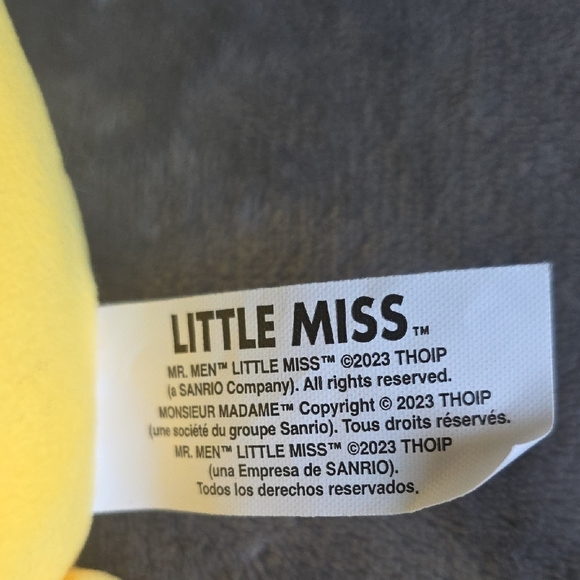 LITTLE MISS™
MR. MEN™ LITTLE MISS™ ©2023 THOIP
(a SANRIO Company). All rights reserved.
MONSIEUR MADAME™ Copyright © 2023 THOIP
(une société du groupe Sanrio). Tous droits réservés.
MR. MEN™ LITTLE MISS™ ©2023 THOIP
(una Empresa de SANRIO).
Todos los derechos reservados.